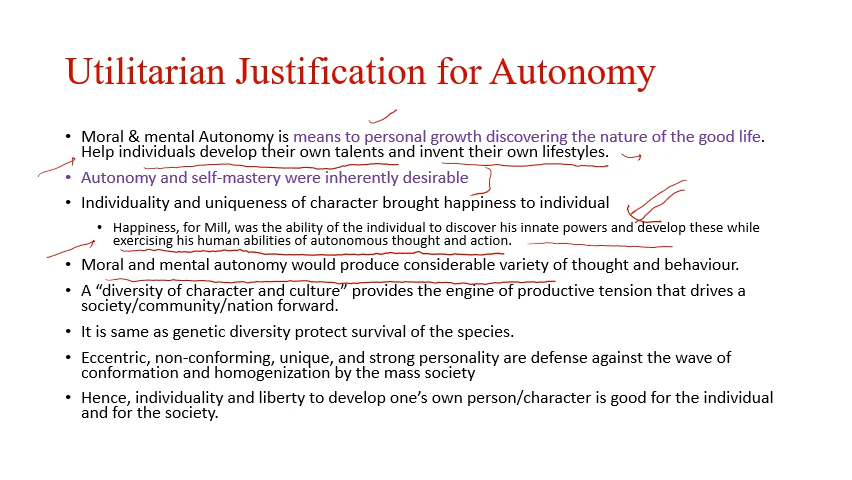 Utilitarian Justification for Autonomy
• Moral & mental Autonomy is means to personal growth discovering the nature of the good life.
Help individuals develop their own talents and invent their own lifestyles.
• Autonomy and self-mastery were inherently desirable
• Individuality and uniqueness of character brought happiness to individual
• Happiness, for Mill, was the ability of the individual to discover his innate powers and develop these while
exercising his human abilities of autonomous thought and action.
• Moral and mental autonomy would produce considerable variety of thought and behaviour.
• A “diversity of character and culture” provides the engine of productive tension that drives a
society/community/nation forward.
• It is same as genetic diversity protect survival of the species.
• Eccentric, non-conforming, unique, and strong personality are defense against the wave of
conformation and homogenization by the mass society
• Hence, individuality and liberty to develop one’s own person/character is good for the individual
and for the society.